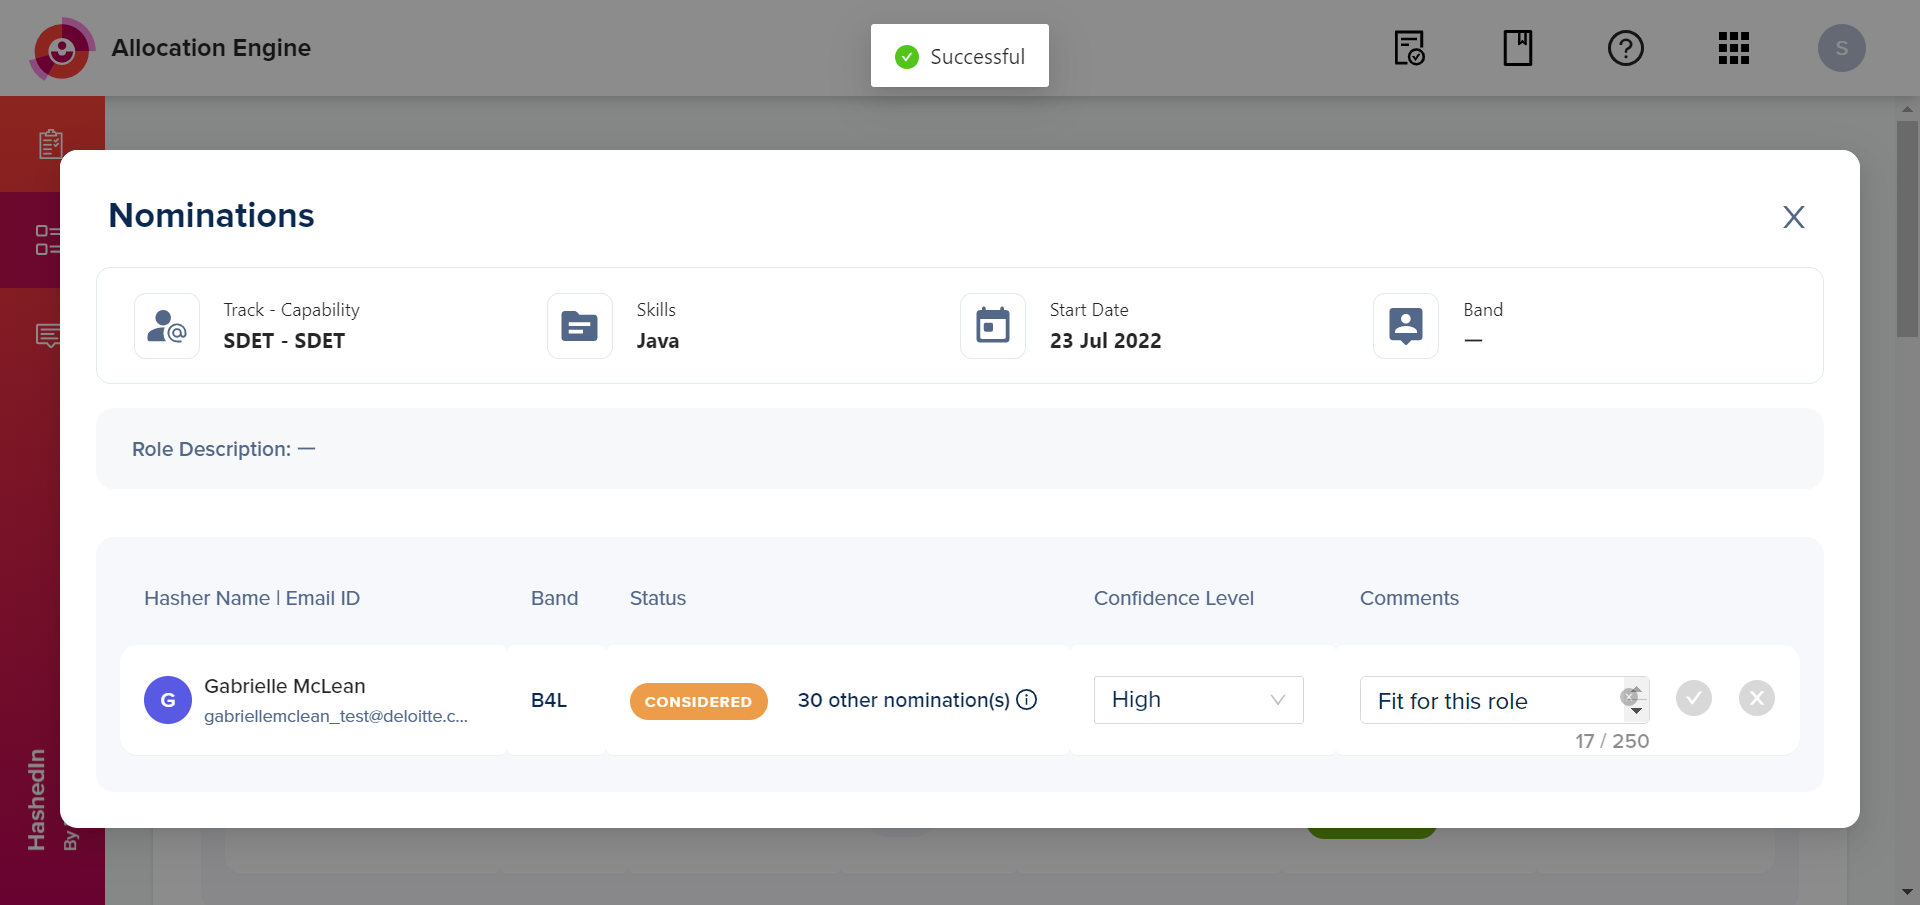 Allocation Engine
Successful
S
Nominations
X
Track - Capability
SDET - SDET
Skills
Java
Start Date
23 Jul 2022
Band
—
Role Description: —
Hasher Name | Email ID
Band
Status
Confidence Level
Comments
G
Gabrielle McLean
gabriellemclean_test@deloitte.c...
B4L
CONSIDERED
30 other nomination(s)
High
Fit for this role
17 / 250
HashedIn
By